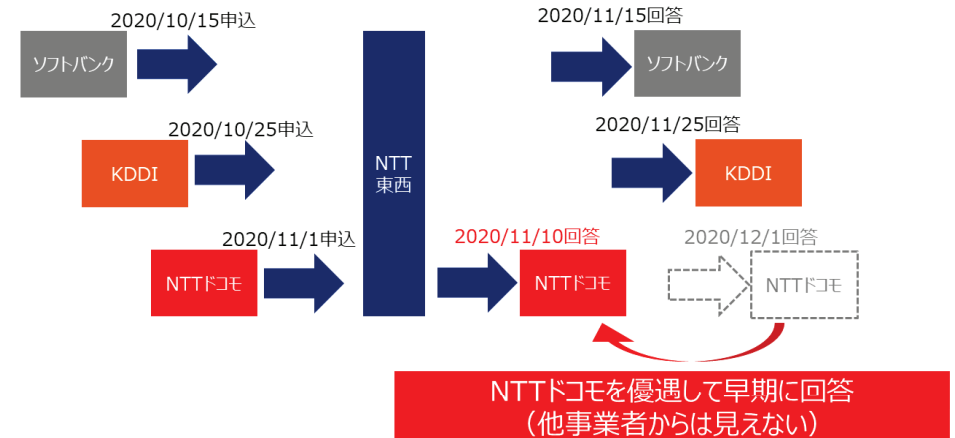 2020/10/15申込
2020/11/15回答
ソフトバンク
ソフトバンク
2020/10/25申込
2020/11/25回答
KDDI
NTT
東西
KDDI
2020/11/1申込
2020/11/10回答
2020/12/1回答
NTTドコモ
NTTドコモ
NTTドコモ
NTTドコモを優遇して早期に回答
（他事業者からは見えない）